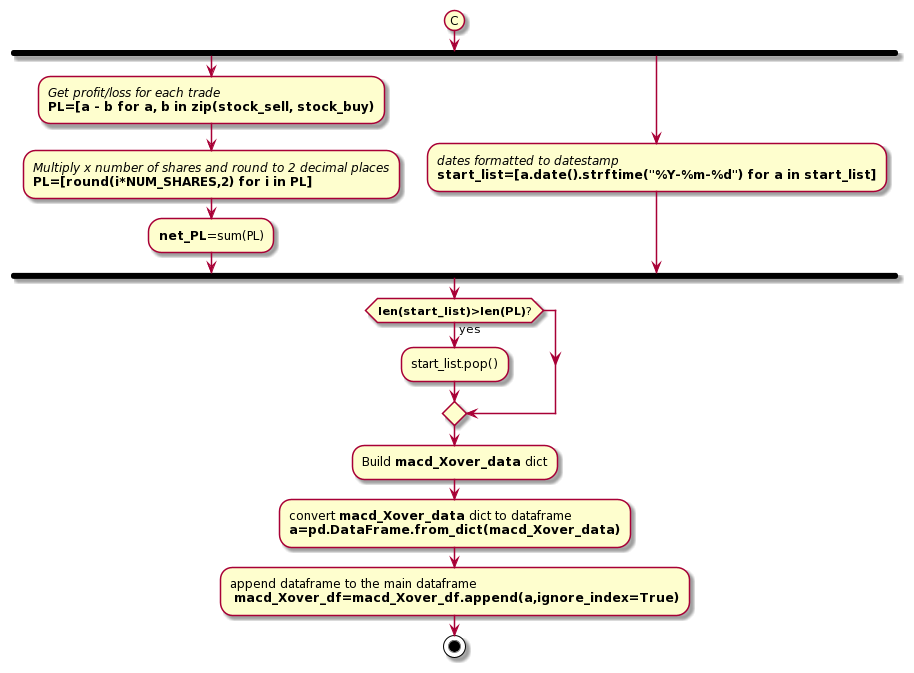 C
Get profit/loss for each trade
PL=[a - b for a, b in zip(stock_sell, stock_buy)
Multiply x number of shares and round to 2 decimal places
PL=[round(i*NUM_SHARES,2) for i in PL]
net_PL=sum(PL)
dates formatted to datestamp
start_list=[a.date().strftime("%Y-%m-%d") for a in start_list]
len(start_list)>len(PL)?
yes
start_list.pop()
Build macd_Xover_data dict
convert macd_Xover_data dict to dataframe
a=pd.DataFrame.from_dict(macd_Xover_data)
append dataframe to the main dataframe
macd_Xover_df=macd_Xover_df.append(a,ignore_index=True)